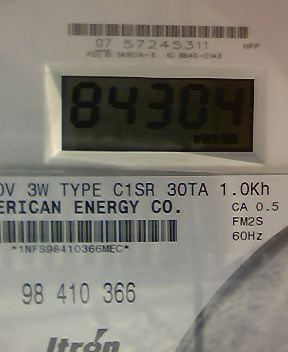 07 57245311 HPP
84304
0V 3W TYPE C1SR 30TA 1.0Kh
ERICAN ENERGY CO. CA 0.5
FM2S
60Hz
*1NFS98410366MEC*
98 410 366
Itron